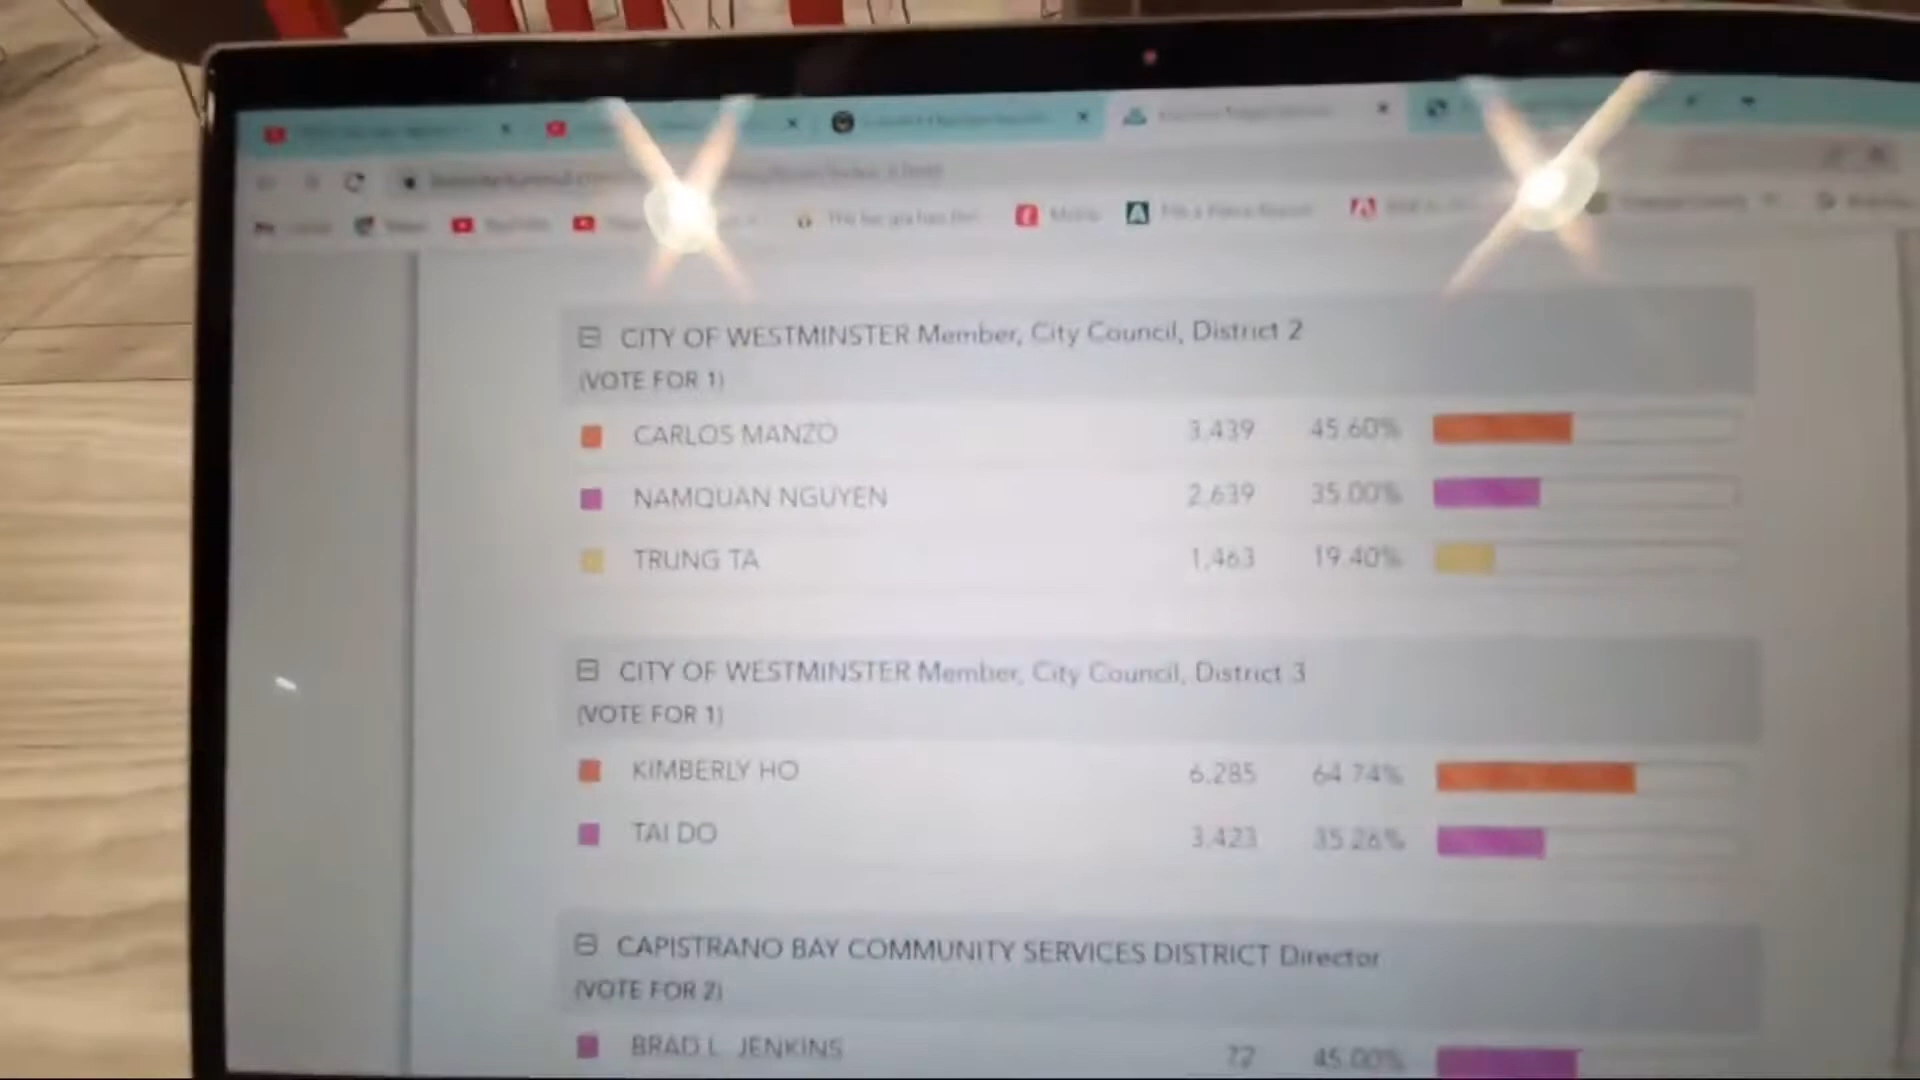 CITY OF WESTMINSTER Member, City Council, District 2
(VOTE FOR 1)
CARLOS MANZO 3,439 45.60%
NAMQUAN NGUYEN 2,639 35.00%
TRUNG TA 1,463 19.40%
CITY OF WESTMINSTER Member, City Council, District 3
(VOTE FOR 1)
KIMBERLY HO 6,285 64.74%
TAI DO 3,423 35.26%
CAPISTRANO BAY COMMUNITY SERVICES DISTRICT Director
(VOTE FOR 2)
BRAD L. JENKINS 72 45.00%